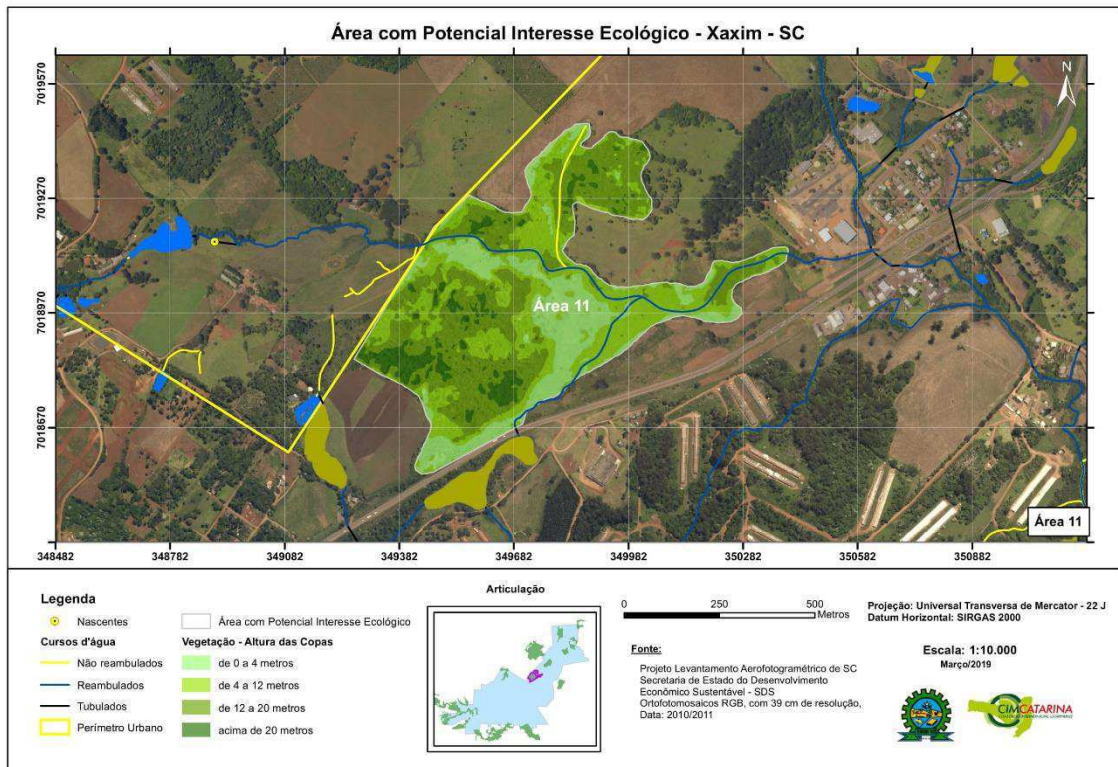 Área com Potencial Interesse Ecológico - Xaxim - SC
N
7019570
7019270
7018970
7018670
Área 11
Área 11
348482
348782
349082
349382
349682
349982
350282
350582
350882
Legenda
Nascentes
Cursos d'água
Não reambulados
Reambulados
Tubulados
Perímetro Urbano
Área com Potencial Interesse Ecológico
Vegetação - Altura das Copas
de 0 a 4 metros
de 4 a 12 metros
de 12 a 20 metros
acima de 20 metros
Articulação
0 250 500
Metros
Fonte:
Projeto Levantamento Aerofotogramétrico de SC
Secretaria de Estado do Desenvolvimento
Econômico Sustentável - SDS
Ortofotomosaicos RGB, com 39 cm de resolução,
Data: 2010/2011
Projeção: Universal Transversa de Mercator - 22 J
Datum Horizontal: SIRGAS 2000
Escala: 1:10.000
Março/2019
CIMCATARINA